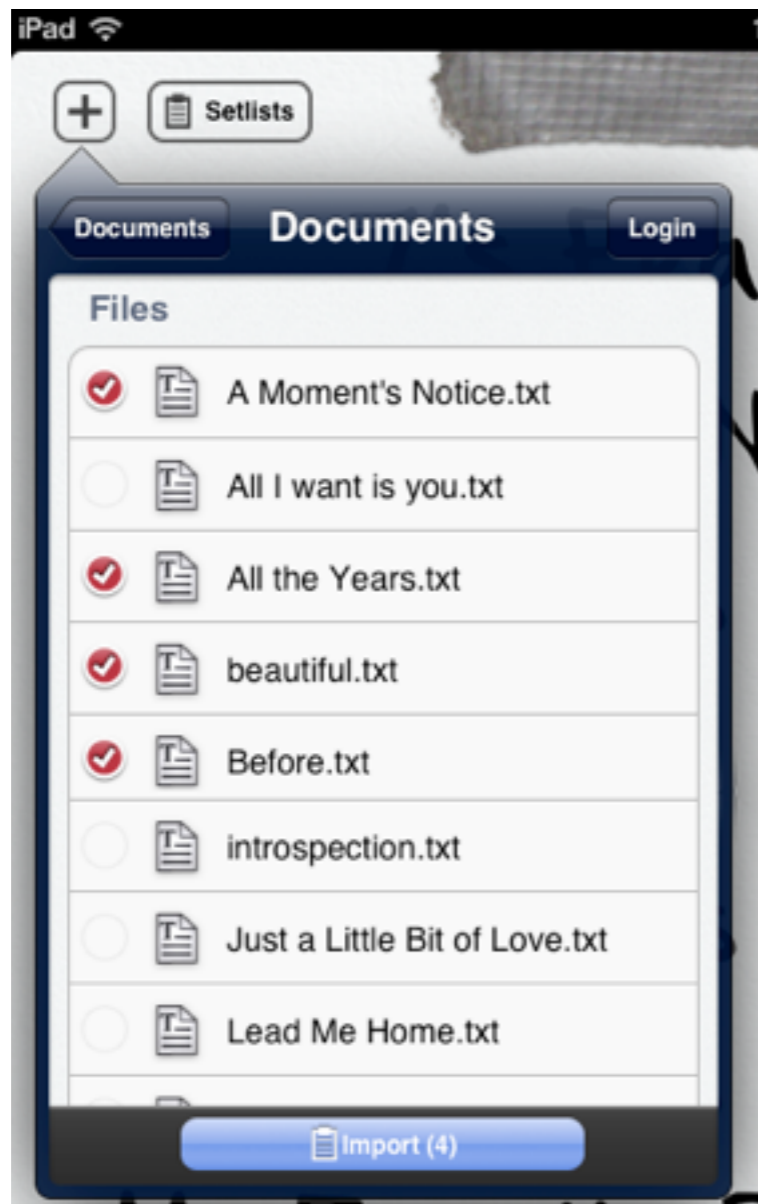 iPad
Setlists
Documents Documents Login
Files
A Moment's Notice.txt
All I want is you.txt
All the Years.txt
beautiful.txt
Before.txt
introspection.txt
Just a Little Bit of Love.txt
Lead Me Home.txt
Import (4)